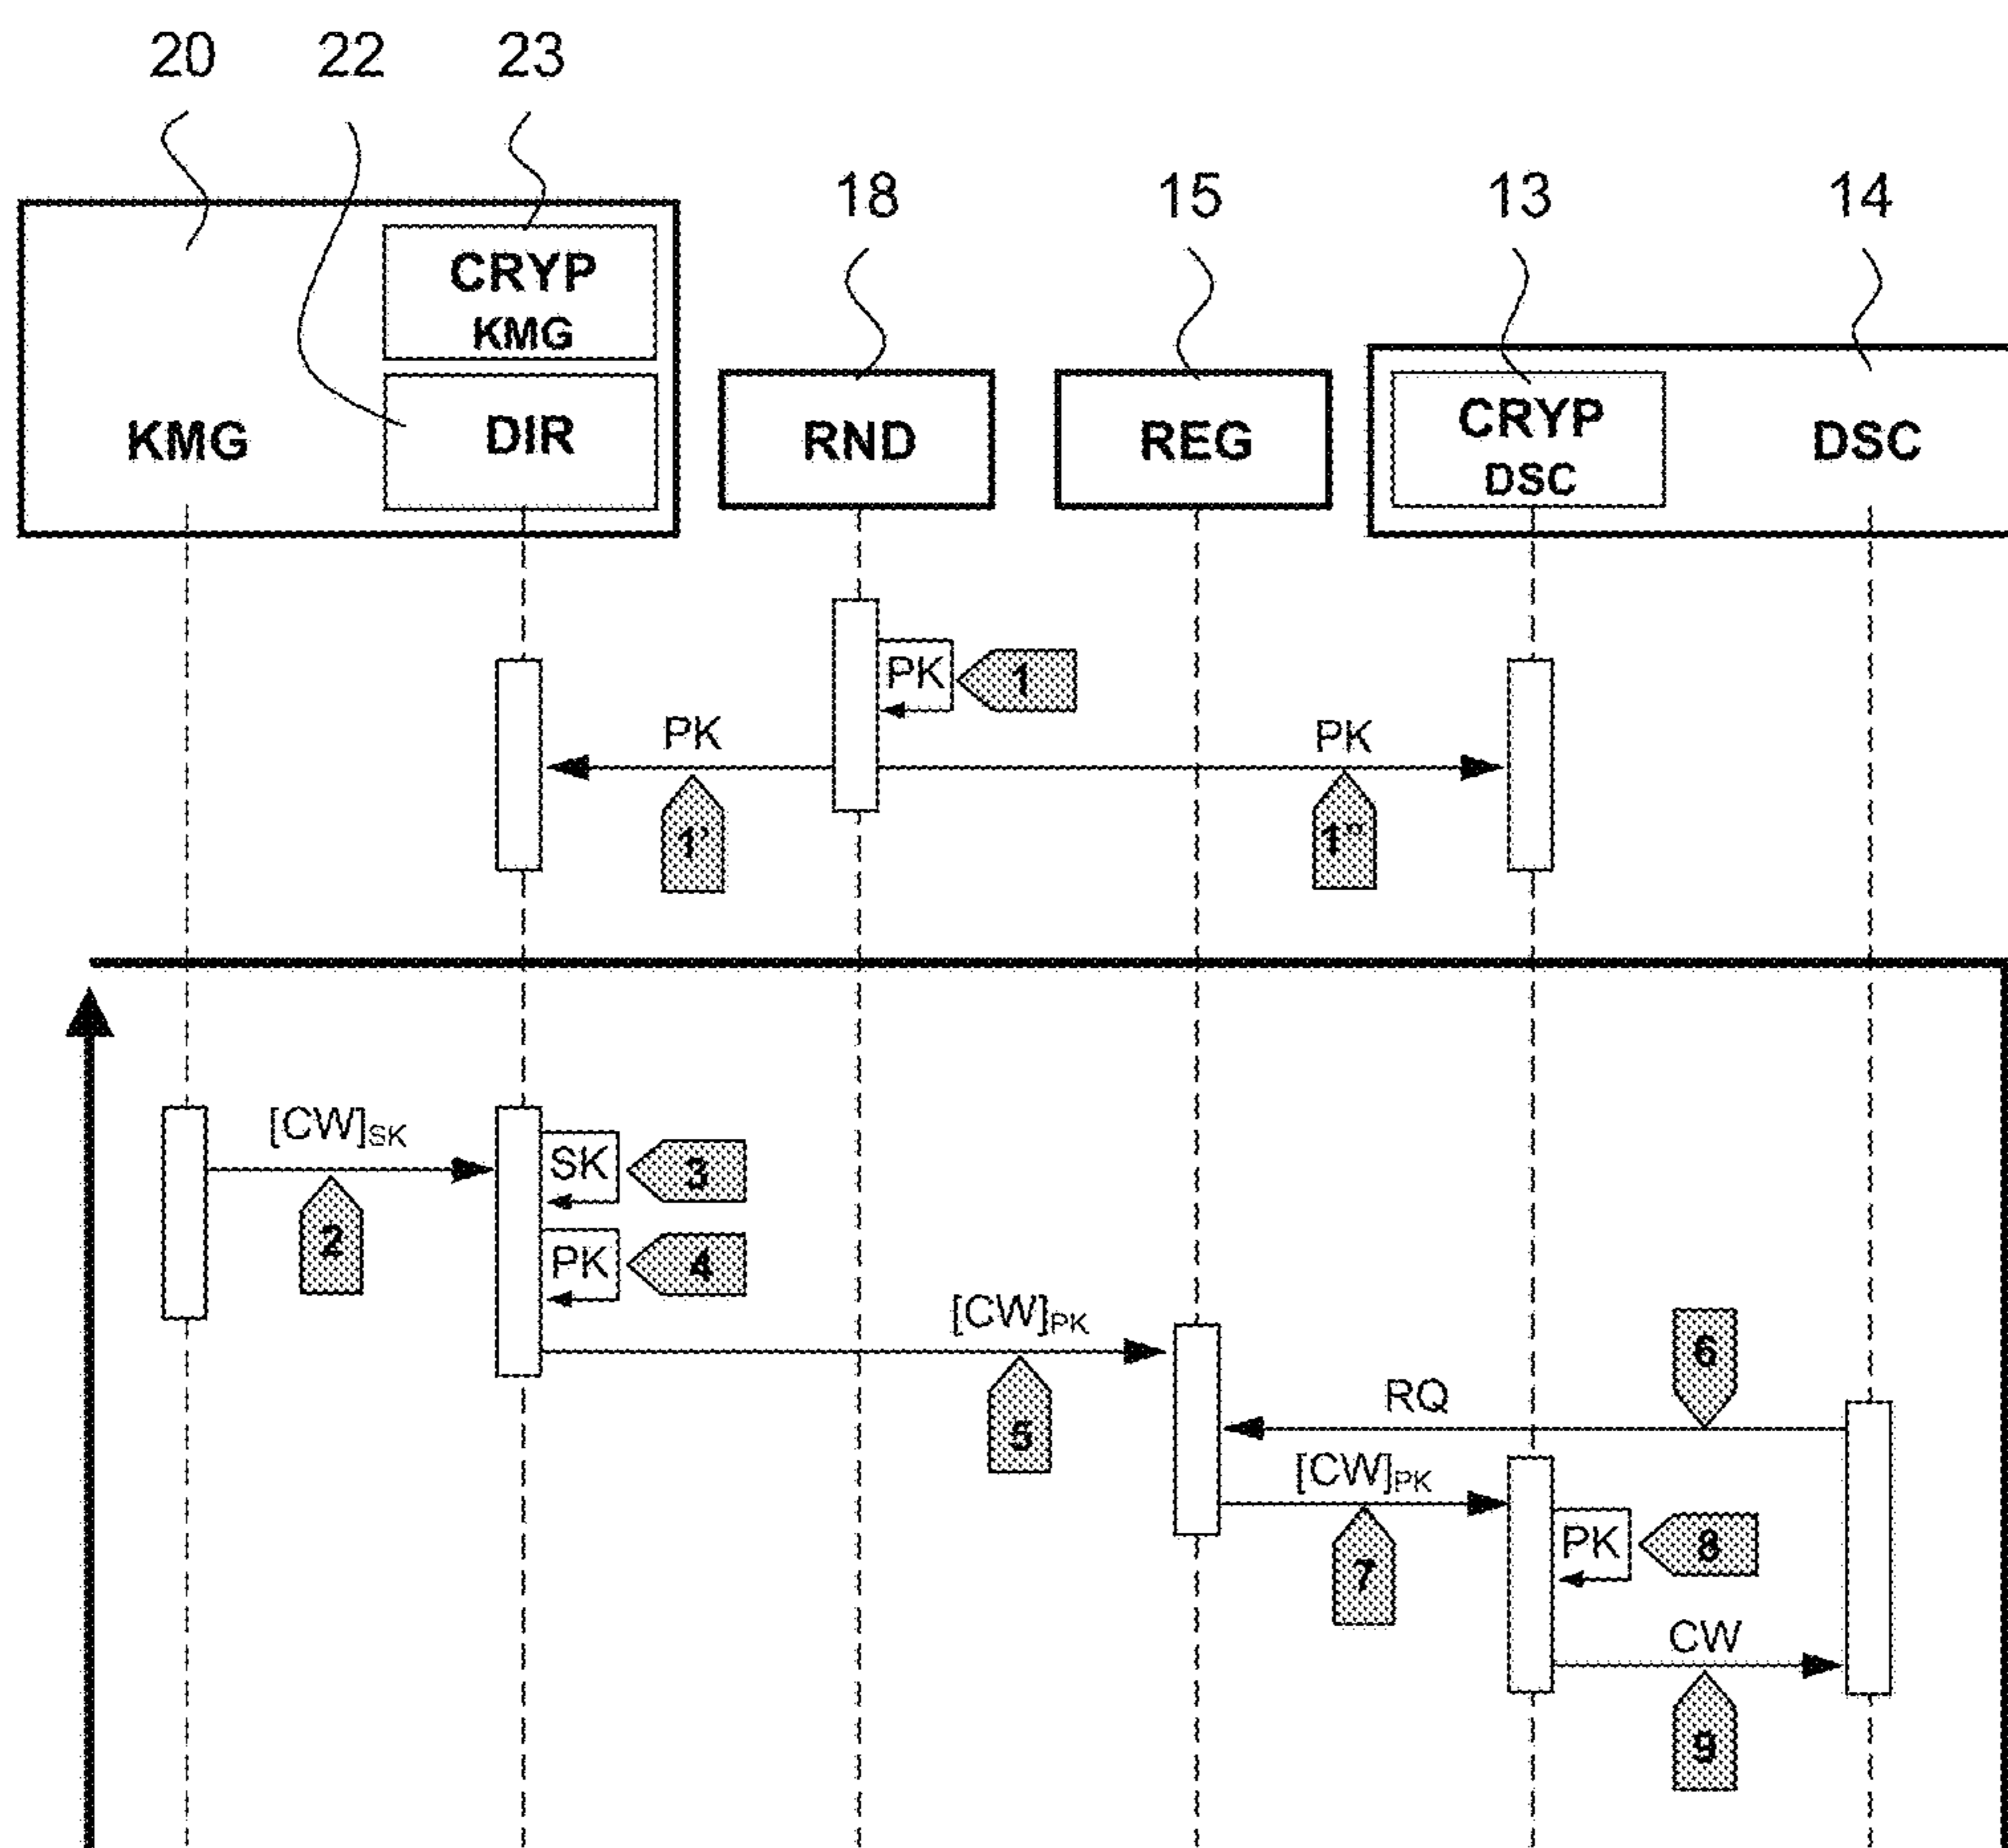 20 22 23
18 15 13 14
CRYP
KMG
KMG DIR RND REG CRYP DSC
DSC
PK 1
PK PK
1' 1"
[CW]SK
SK 3
2
PK 4
[CW]PK
6
RQ
5
[CW]PK
PK 8
7
CW
9